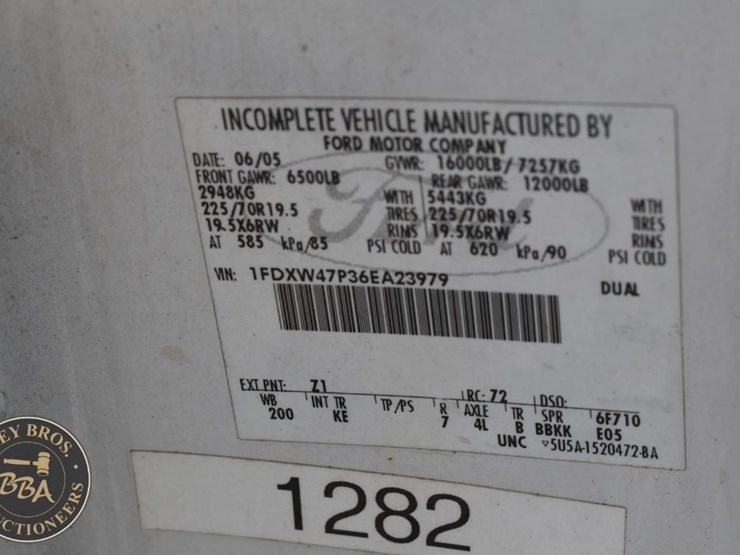 INCOMPLETE VEHICLE MANUFACTURED BY
FORD MOTOR COMPANY
DATE: 06/05 GVWR: 16000LB/7257KG
FRONT GAWR: 6500LB REAR GAWR: 12000LB
2948KG WITH 5443KG WITH
225/70R19.5 TIRES 225/70R19.5 TIRES
19.5X6RW RIMS 19.5X6RW RIMS
AT 585 kPa/85 PSI COLD AT 620 kPa/90 PSI COLD
VIN: 1FDXW47P36EA23979 DUAL
EXT PNT: Z1 RC: 72 DSO:
WB INT TR TP/PS R AXLE TR SPR 6F710
200 KE 7 4L B BBKK E05
UNC ▽5U5A-1520472-BA
1282
EY BROS.
BBA
CTIONEERS